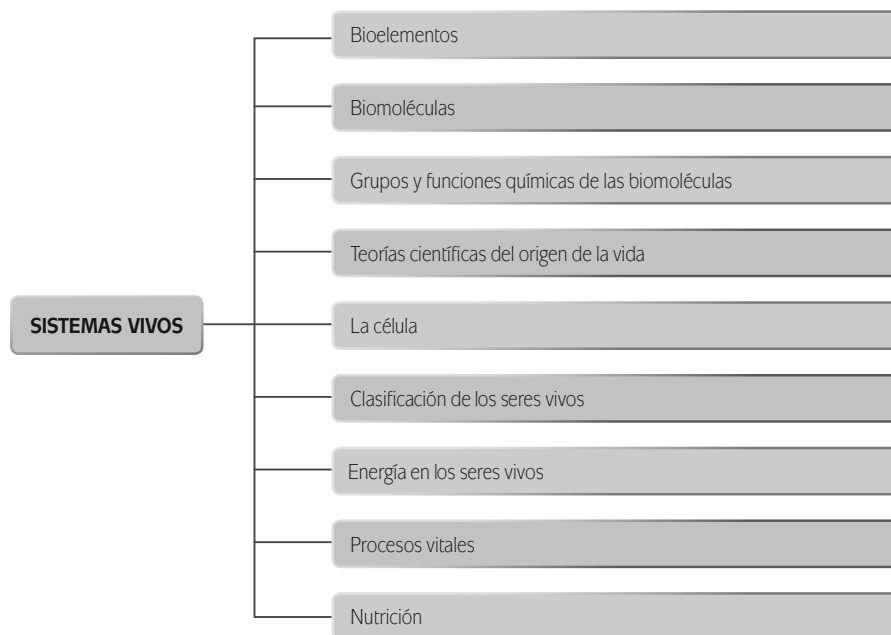 Bioelementos
Biomoléculas
Grupos y funciones químicas de las biomoléculas
Teorías científicas del origen de la vida
SISTEMAS VIVOS
La célula
Clasificación de los seres vivos
Energía en los seres vivos
Procesos vitales
Nutrición